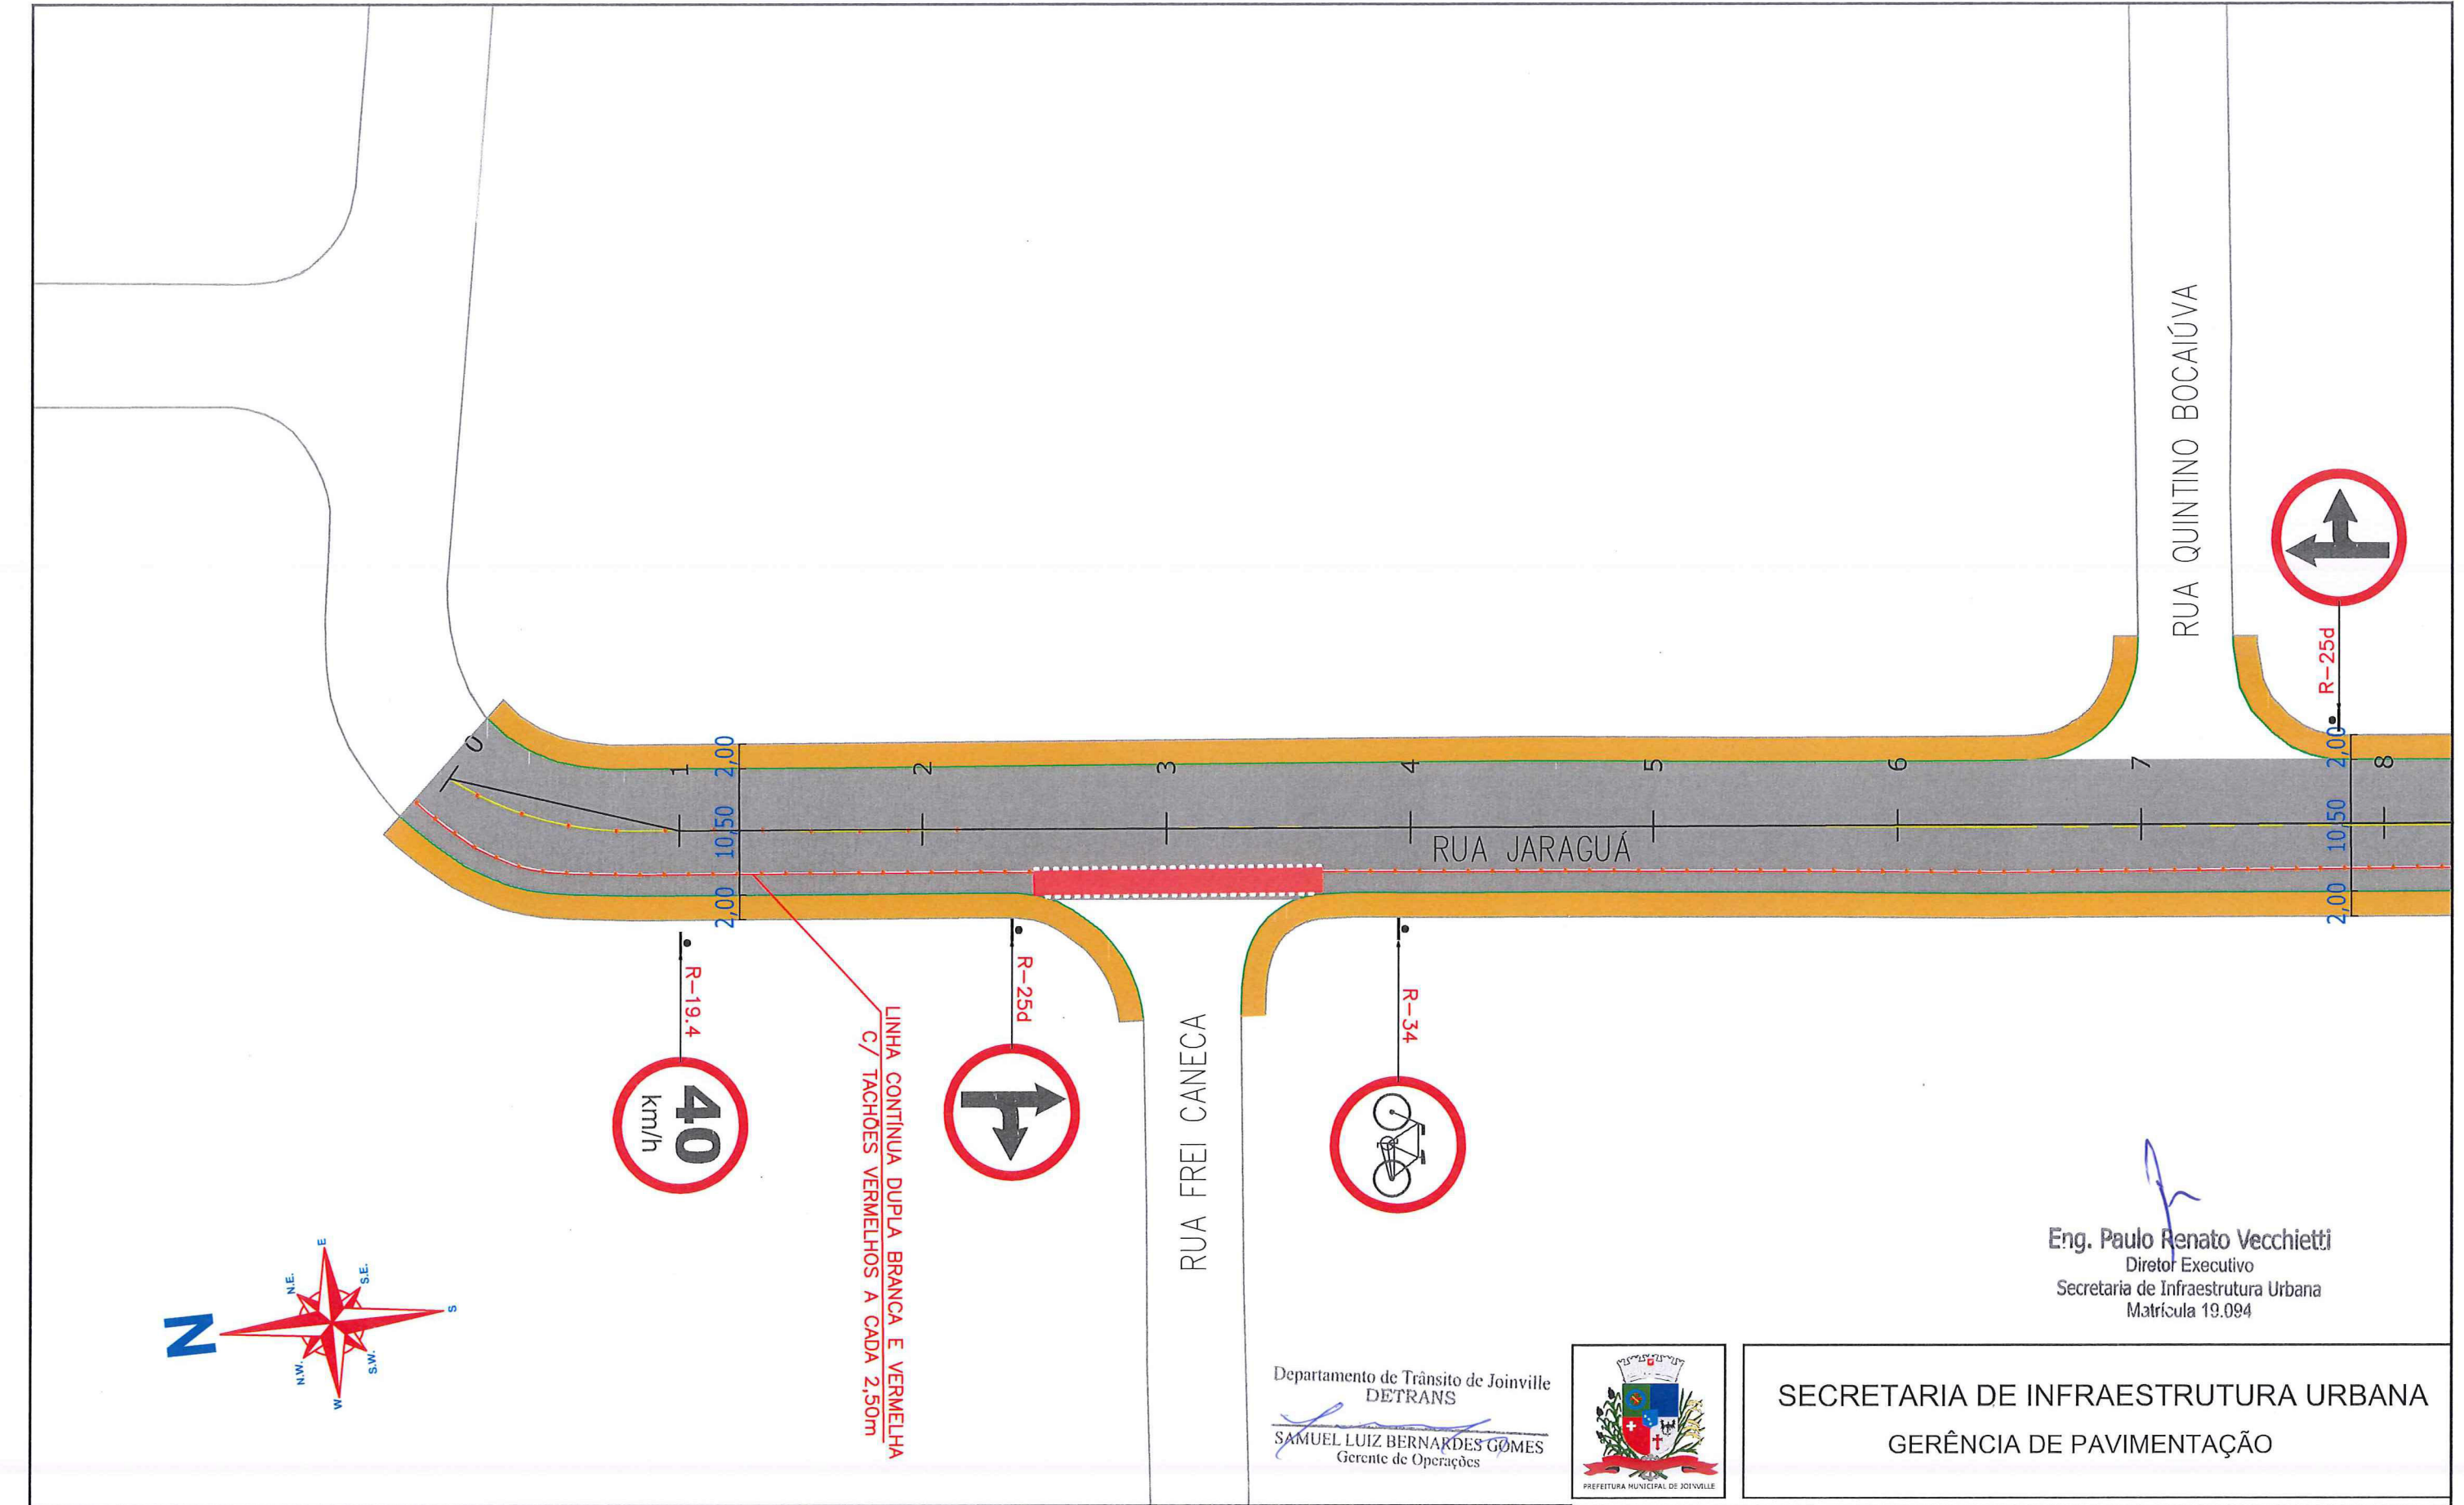 RUA QUINTINO BOCAIÚVA
R-25d
0
1
2
3
4
5
6
7
8
2,00
10,50
2,00
2,00
10,50
2,00
RUA JARAGUÁ
R-19.4
40
km/h
R-25d
R-34
LINHA CONTÍNUA DUPLA BRANCA E VERMELHA
C/ TACHÕES VERMELHOS A CADA 2,50m
RUA FREI CANECA
N
E
S.E.
S
S.W.
W
N.W.
N.E.
Eng. Paulo Renato Vecchietti
Diretor Executivo
Secretaria de Infraestrutura Urbana
Matrícula 19.094
Departamento de Trânsito de Joinville
DETRANS
SAMUEL LUIZ BERNARDES GOMES
Gerente de Operações
PREFEITURA MUNICIPAL DE JOINVILLE
SECRETARIA DE INFRAESTRUTURA URBANA
GERÊNCIA DE PAVIMENTAÇÃO